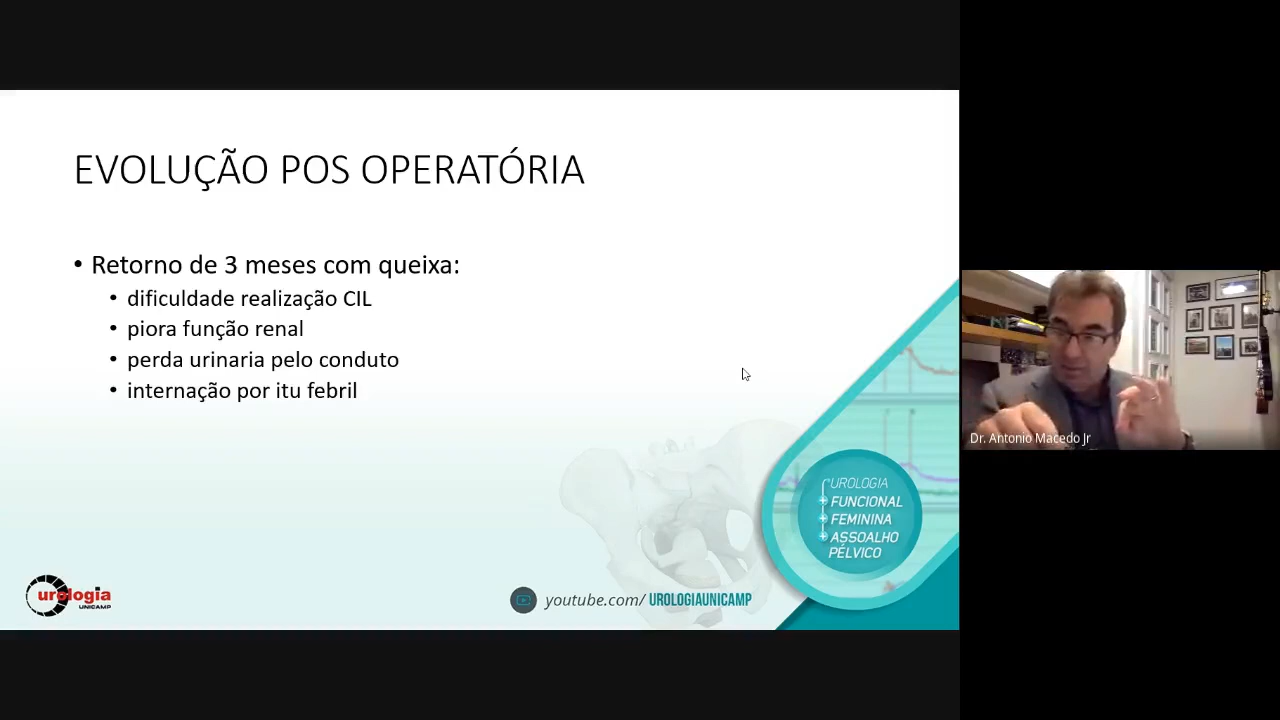 EVOLUÇÃO POS OPERATÓRIA
• Retorno de 3 meses com queixa:
• dificuldade realização CIL
• piora função renal
• perda urinaria pelo conduto
• internação por itu febril
Dr. Antonio Macedo Jr
UROLOGIA
FUNCIONAL
FEMININA
ASSOALHO
PÉLVICO
urologia
UNICAMP
youtube.com/ UROLOGIAUNICAMP